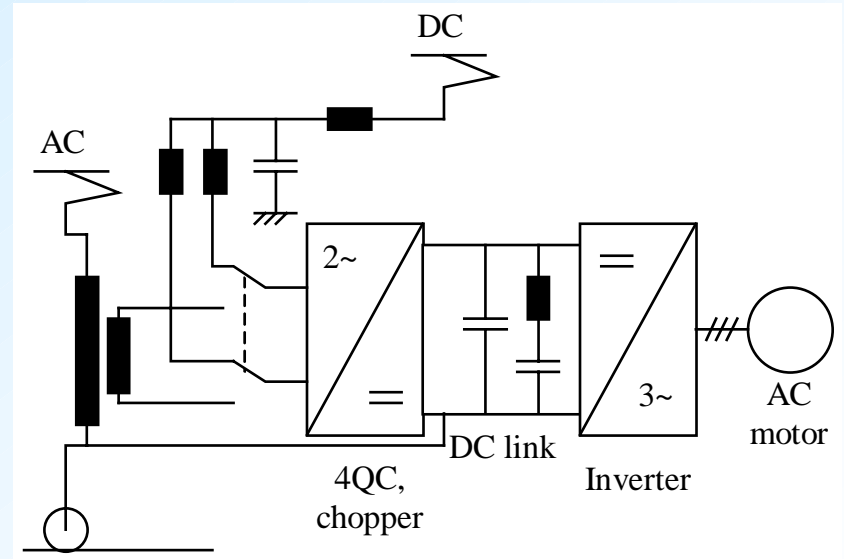 DC
AC
2~
3~
DC link
AC
motor
4QC,
chopper
Inverter